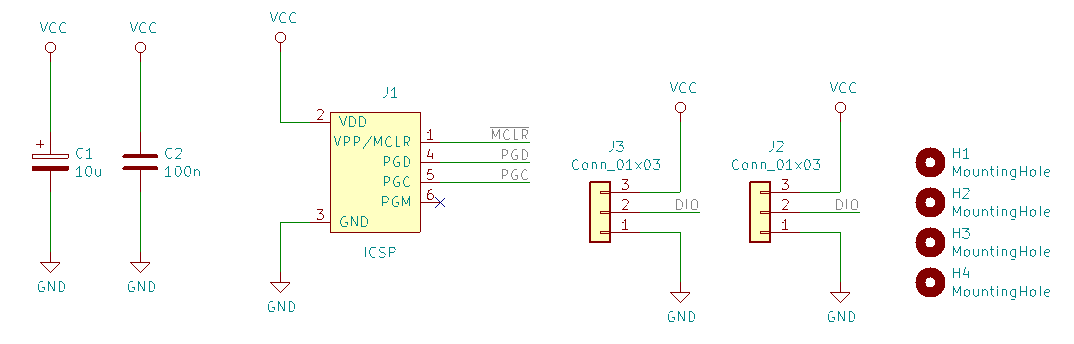 VCC
VCC
+
C1
10u
GND
C2
100n
GND
VCC
J1
2
VDD
VPP/MCLR
1
MCLR
PGD
4
PGD
PGC
5
PGC
PGM
6
3
GND
ICSP
GND
VCC
J3
Conn_01x03
3
2
DIO
1
GND
VCC
J2
Conn_01x03
3
2
DIO
1
GND
H1
MountingHole
H2
MountingHole
H3
MountingHole
H4
MountingHole